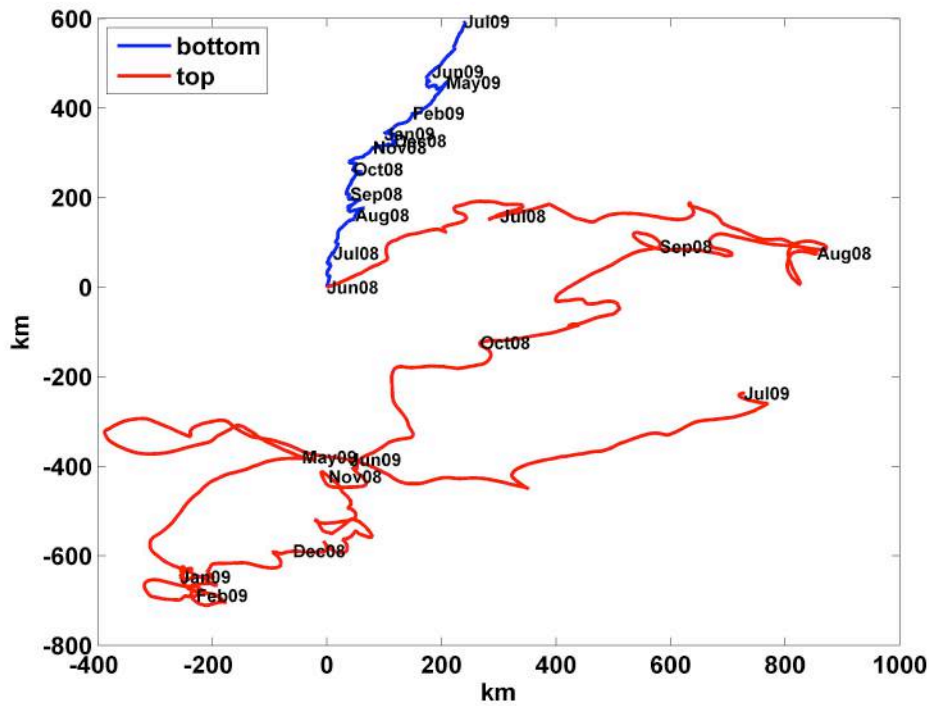 600
400
200
0
-200
-400
-600
-800
km
bottom
top
Jul09
Jun09
May09
Feb09
Jan09
Dec08
Nov08
Oct08
Sep08
Aug08
Jul08
Jun08
Jul08
Sep08
Aug08
Oct08
Jul09
May09
Jun09
Nov08
Dec08
Jan09
Feb09
-400
-200
0
200
400
600
800
1000
km